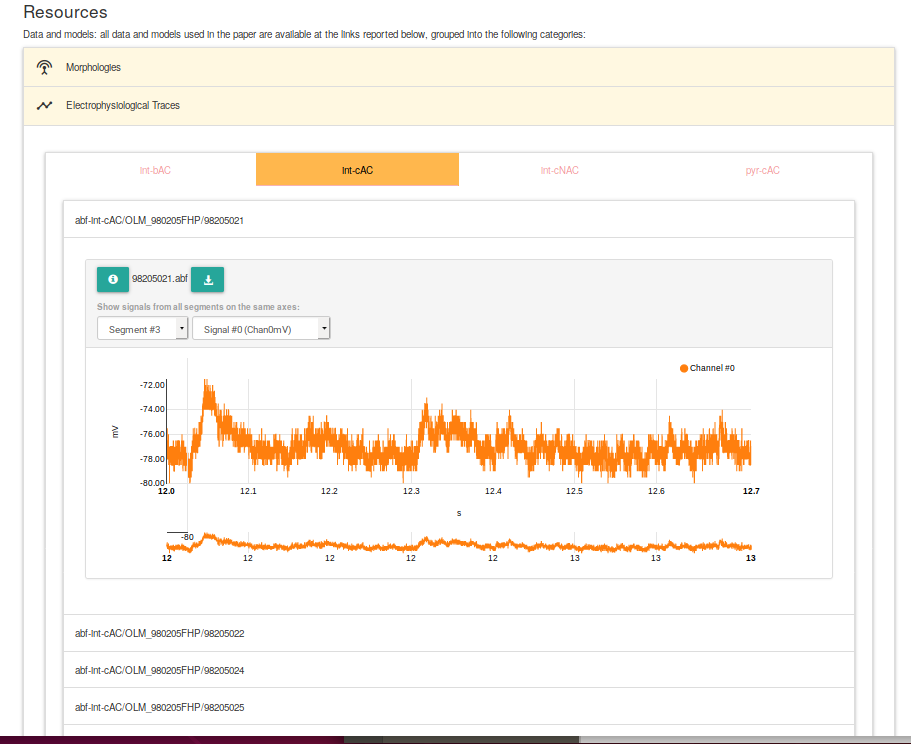 Resources
Data and models: all data and models used in the paper are available at the links reported below, grouped into the following categories:
Morphologies
Electrophysiological Traces
int-bAC int-cAC int-cNAC pyr-cAC
abf-int-cAC/OLM_980205FHP/98205021
98205021.abf
Show signals from all segments on the same axes:
Segment #3 Signal #0 (Chan0mV)
Channel #0
-72.00
-74.00
mV
-76.00
-78.00
-80.00
12.0 12.1 12.2 12.3 12.4 12.5 12.6 12.7
s
-80
12 12 12 12 12 13 13 13
abf-int-cAC/OLM_980205FHP/98205022
abf-int-cAC/OLM_980205FHP/98205024
abf-int-cAC/OLM_980205FHP/98205025